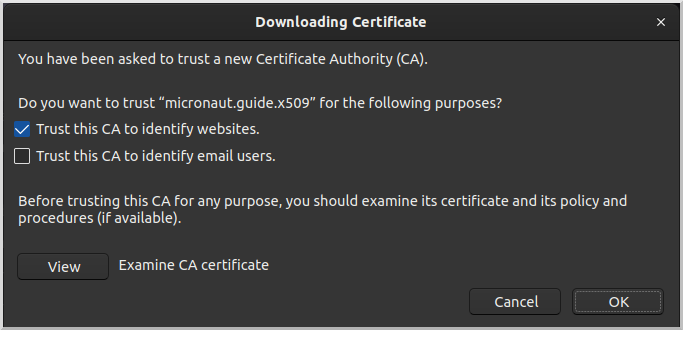 Downloading Certificate
×
You have been asked to trust a new Certificate Authority (CA).
Do you want to trust “micronaut.guide.x509” for the following purposes?
Trust this CA to identify websites.
Trust this CA to identify email users.
Before trusting this CA for any purpose, you should examine its certificate and its policy and
procedures (if available).
View Examine CA certificate
Cancel OK